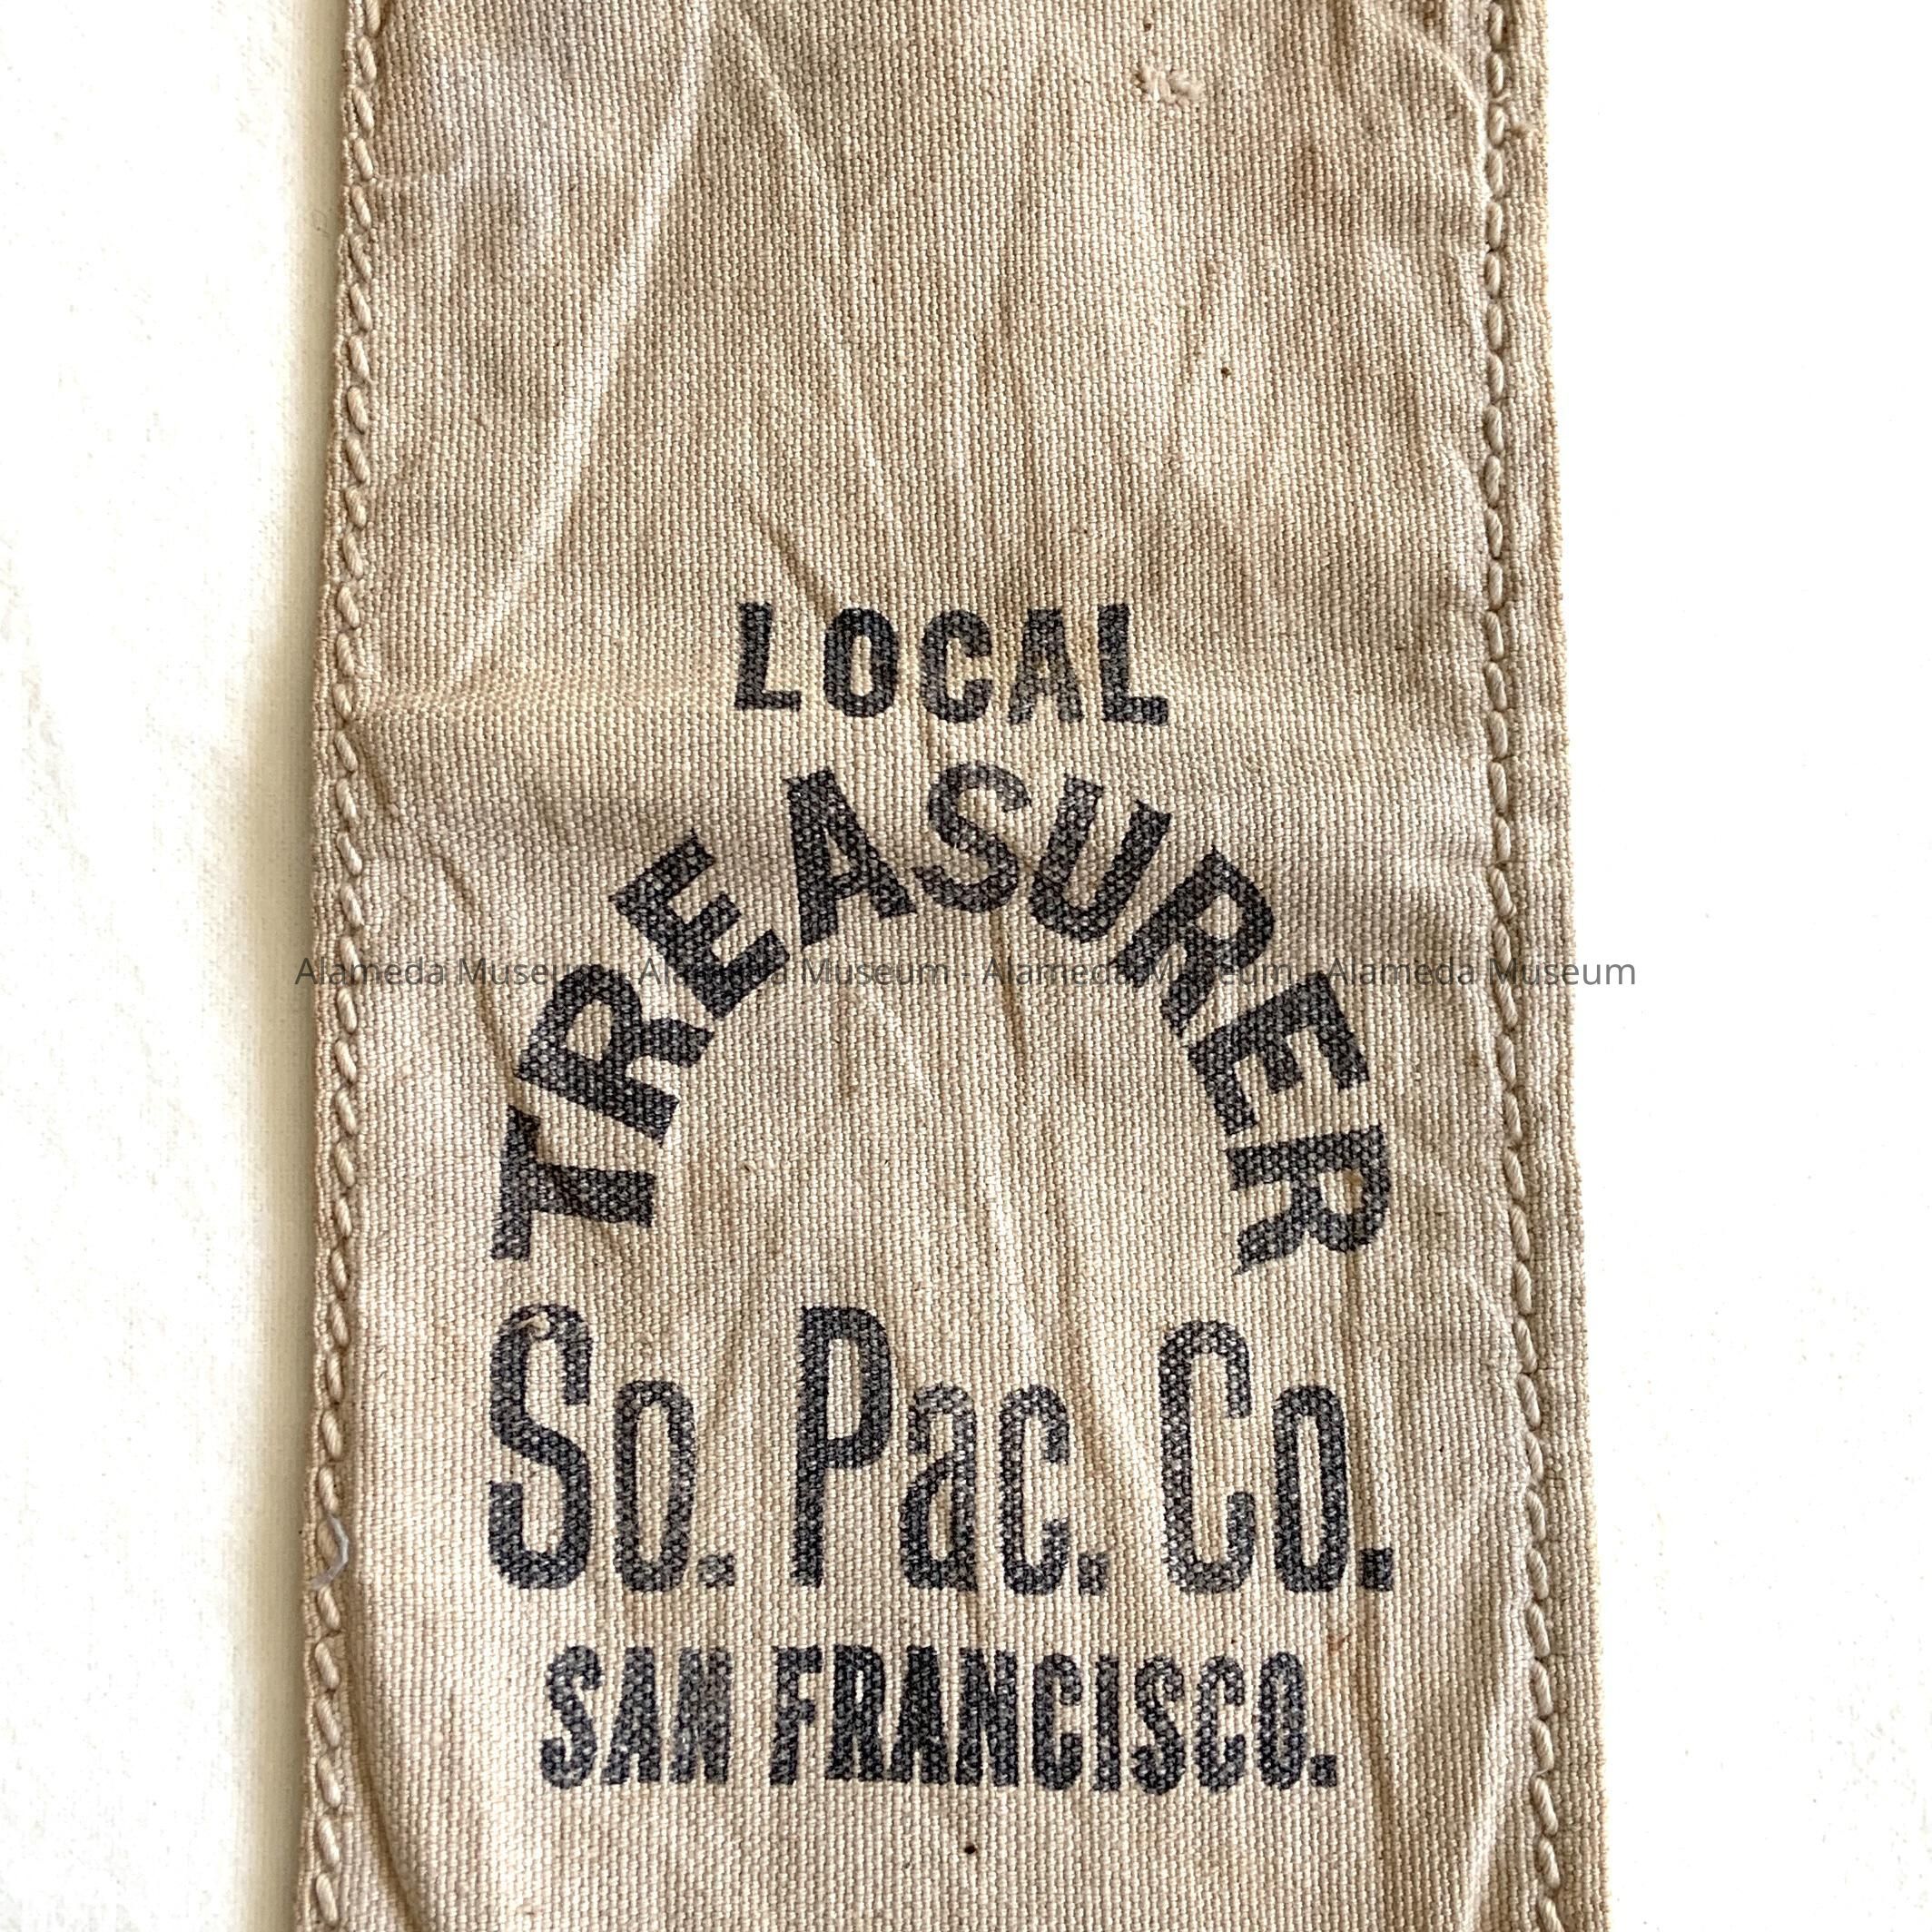 LOCAL
TREASURER
Alameda Museum - Alameda Museum - Alameda Museum - Alameda Museum
So. Pac. Co.
SAN FRANCISCO.